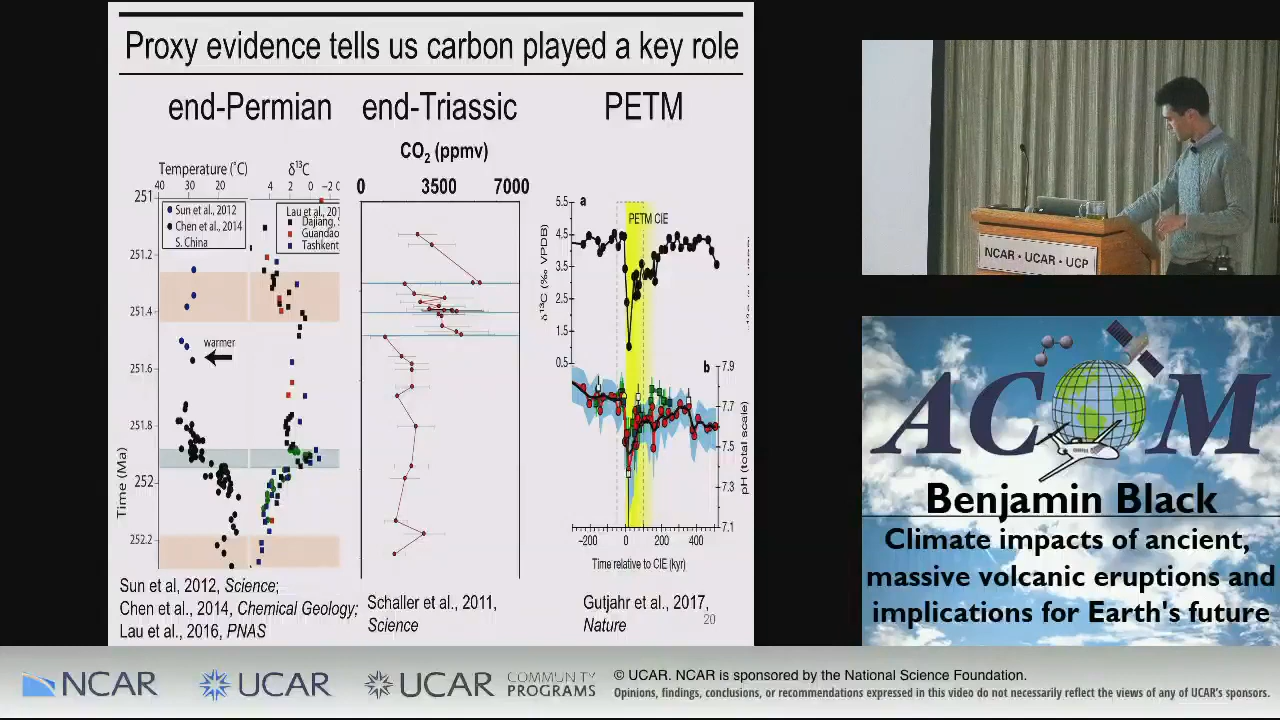 Proxy evidence tells us carbon played a key role
end-Permian
end-Triassic
PETM
Temperature (˚C)
δ13C
40 30 20
4 2 0 -2
251
251.2
251.4
251.6
251.8
252
252.2
Time (Ma)
Sun et al., 2012
Chen et al., 2014
S. China
Lau et al., 201
Dajiang,
Guandao
Tashkent
warmer
Sun et al, 2012, Science;
Chen et al., 2014, Chemical Geology;
Lau et al., 2016, PNAS
CO2 (ppmv)
0 3500 7000
Schaller et al., 2011,
Science
a
PETM CIE
5.5
4.5
3.5
2.5
1.5
0.5
δ13C (‰ VPDB)
b
7.9
7.7
7.5
7.3
7.1
pH (total scale)
-200 0 200 400
Time relative to CIE (kyr)
Gutjahr et al., 2017,
Nature
20
NCAR • UCAR • UCP
ACOM
Benjamin Black
Climate impacts of ancient,
massive volcanic eruptions and
implications for Earth's future
NCAR
UCAR
UCAR
COMMUNITY
PROGRAMS
© UCAR. NCAR is sponsored by the National Science Foundation.
Opinions, findings, conclusions, or recommendations expressed in this video do not necessarily reflect the views of any of UCAR's sponsors.